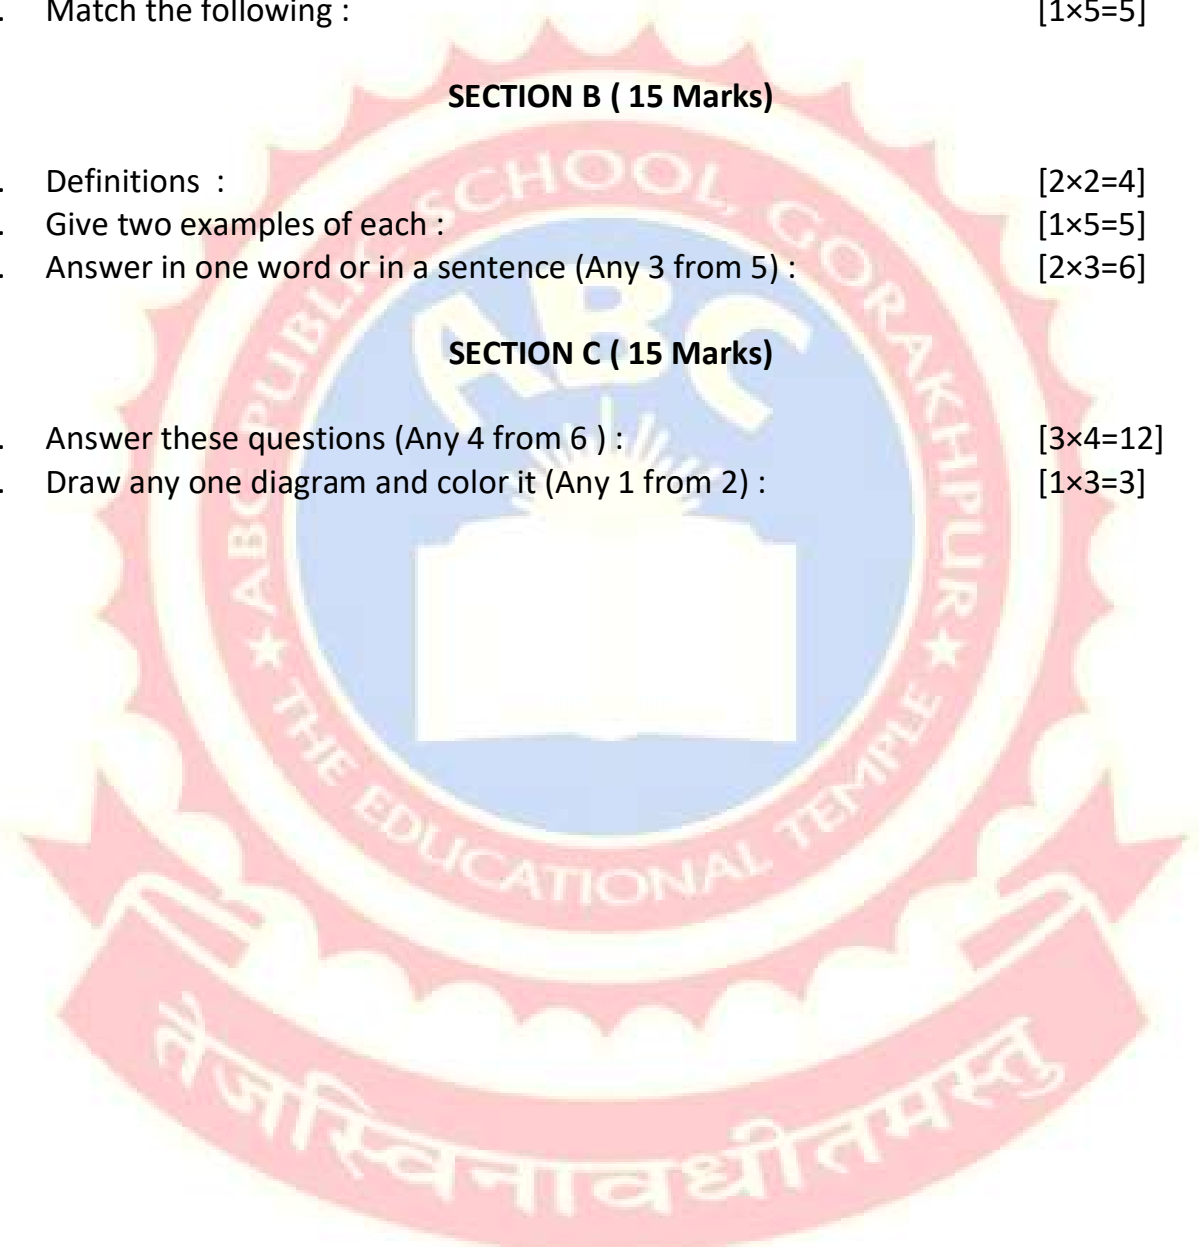 . Match the following : [1×5=5]
SECTION B ( 15 Marks)
. Definitions : [2×2=4]
. Give two examples of each : [1×5=5]
. Answer in one word or in a sentence (Any 3 from 5) : [2×3=6]
SECTION C ( 15 Marks)
. Answer these questions (Any 4 from 6 ) : [3×4=12]
. Draw any one diagram and color it (Any 1 from 2) : [1×3=3]
ABC PUBLIC SCHOOL, GORAKHPUR
ABC
★ THE EDUCATIONAL TEMPLE ★
तेजस्विनावधीतमस्तु